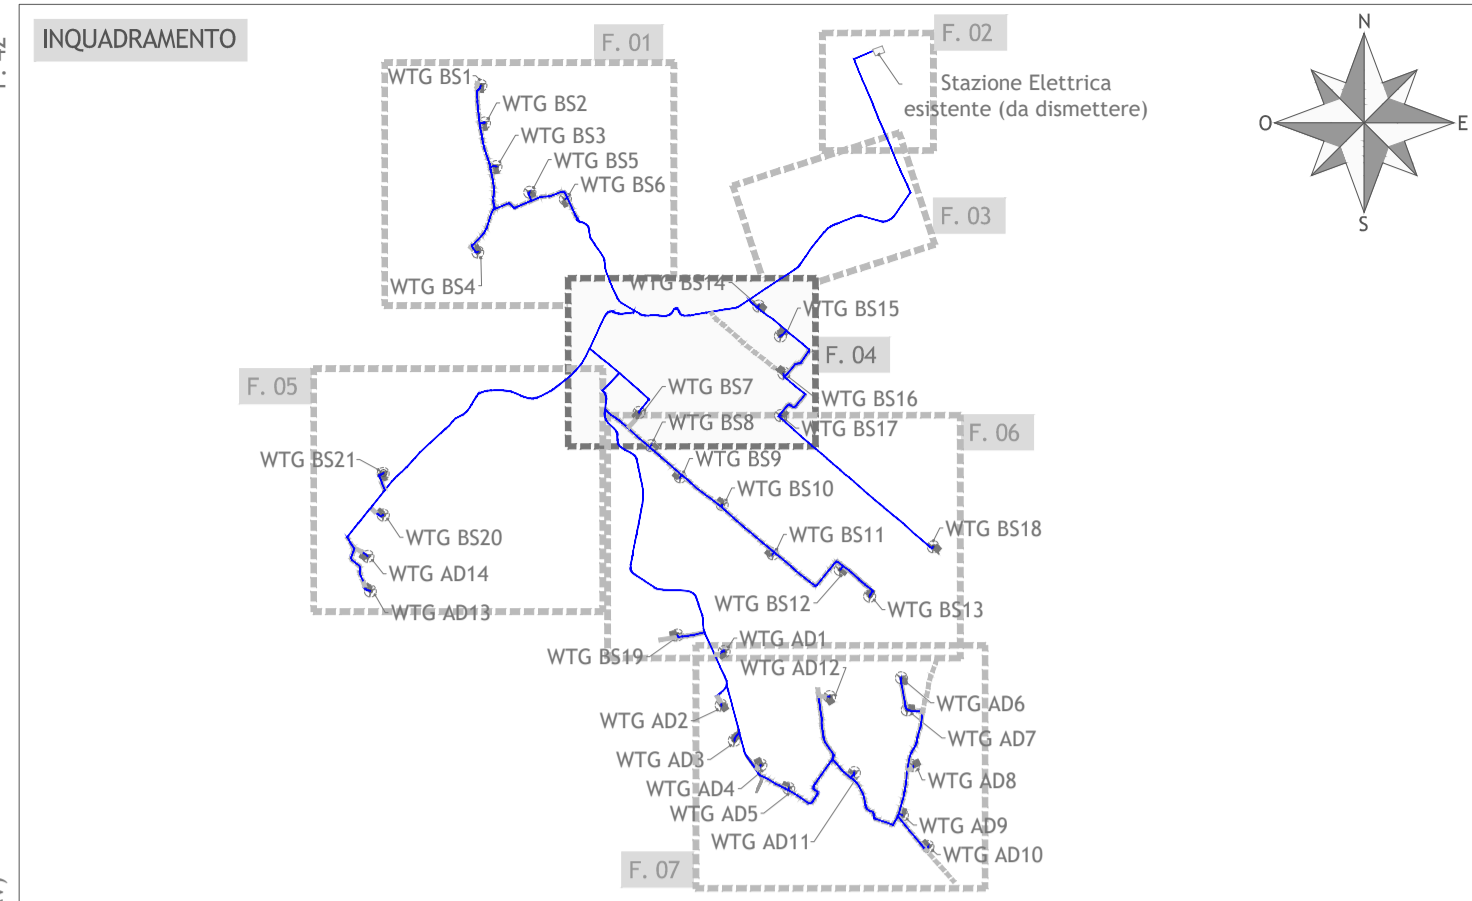 INQUADRAMENTO
F. 01
F. 02
WTG BS1
WTG BS2
WTG BS3
WTG BS5
WTG BS6
WTG BS4
Stazione Elettrica
esistente (da dismettere)
N
O
E
S
F. 03
WTG BS14
WTG BS15
F. 04
WTG BS16
WTG BS17
WTG BS7
WTG BS8
F. 05
F. 06
WTG BS9
WTG BS10
WTG BS11
WTG BS12
WTG BS13
WTG BS18
WTG BS21
WTG BS20
WTG AD14
WTG AD13
WTG BS19
WTG AD1
WTG AD12
WTG AD2
WTG AD3
WTG AD4
WTG AD5
WTG AD11
WTG AD6
WTG AD7
WTG AD8
WTG AD9
WTG AD10
F. 07